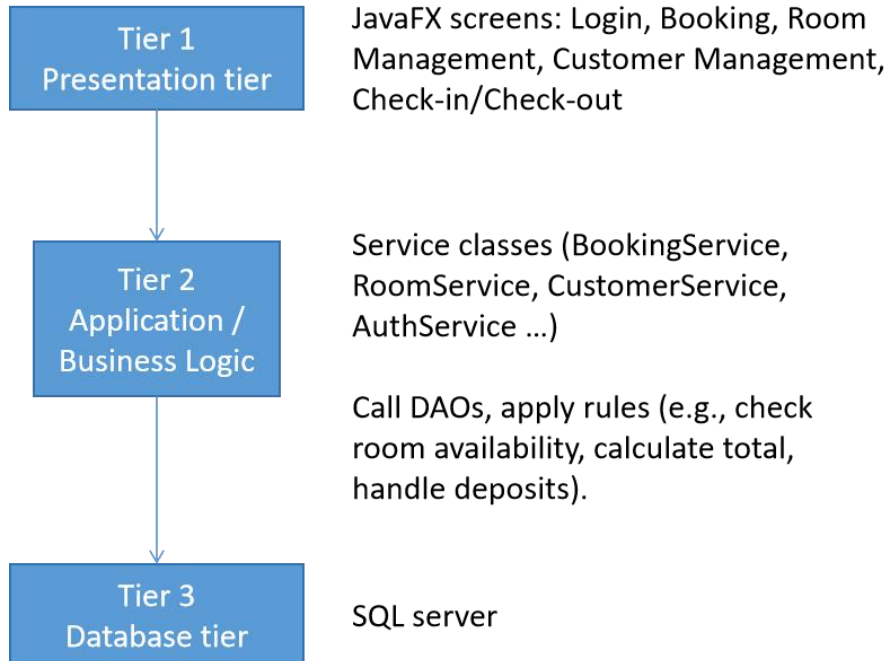 Tier 1
Presentation tier
JavaFX screens: Login, Booking, Room
Management, Customer Management,
Check-in/Check-out
Tier 2
Application /
Business Logic
Service classes (BookingService,
RoomService, CustomerService,
AuthService ...)
Call DAOs, apply rules (e.g., check
room availability, calculate total,
handle deposits).
Tier 3
Database tier
SQL server